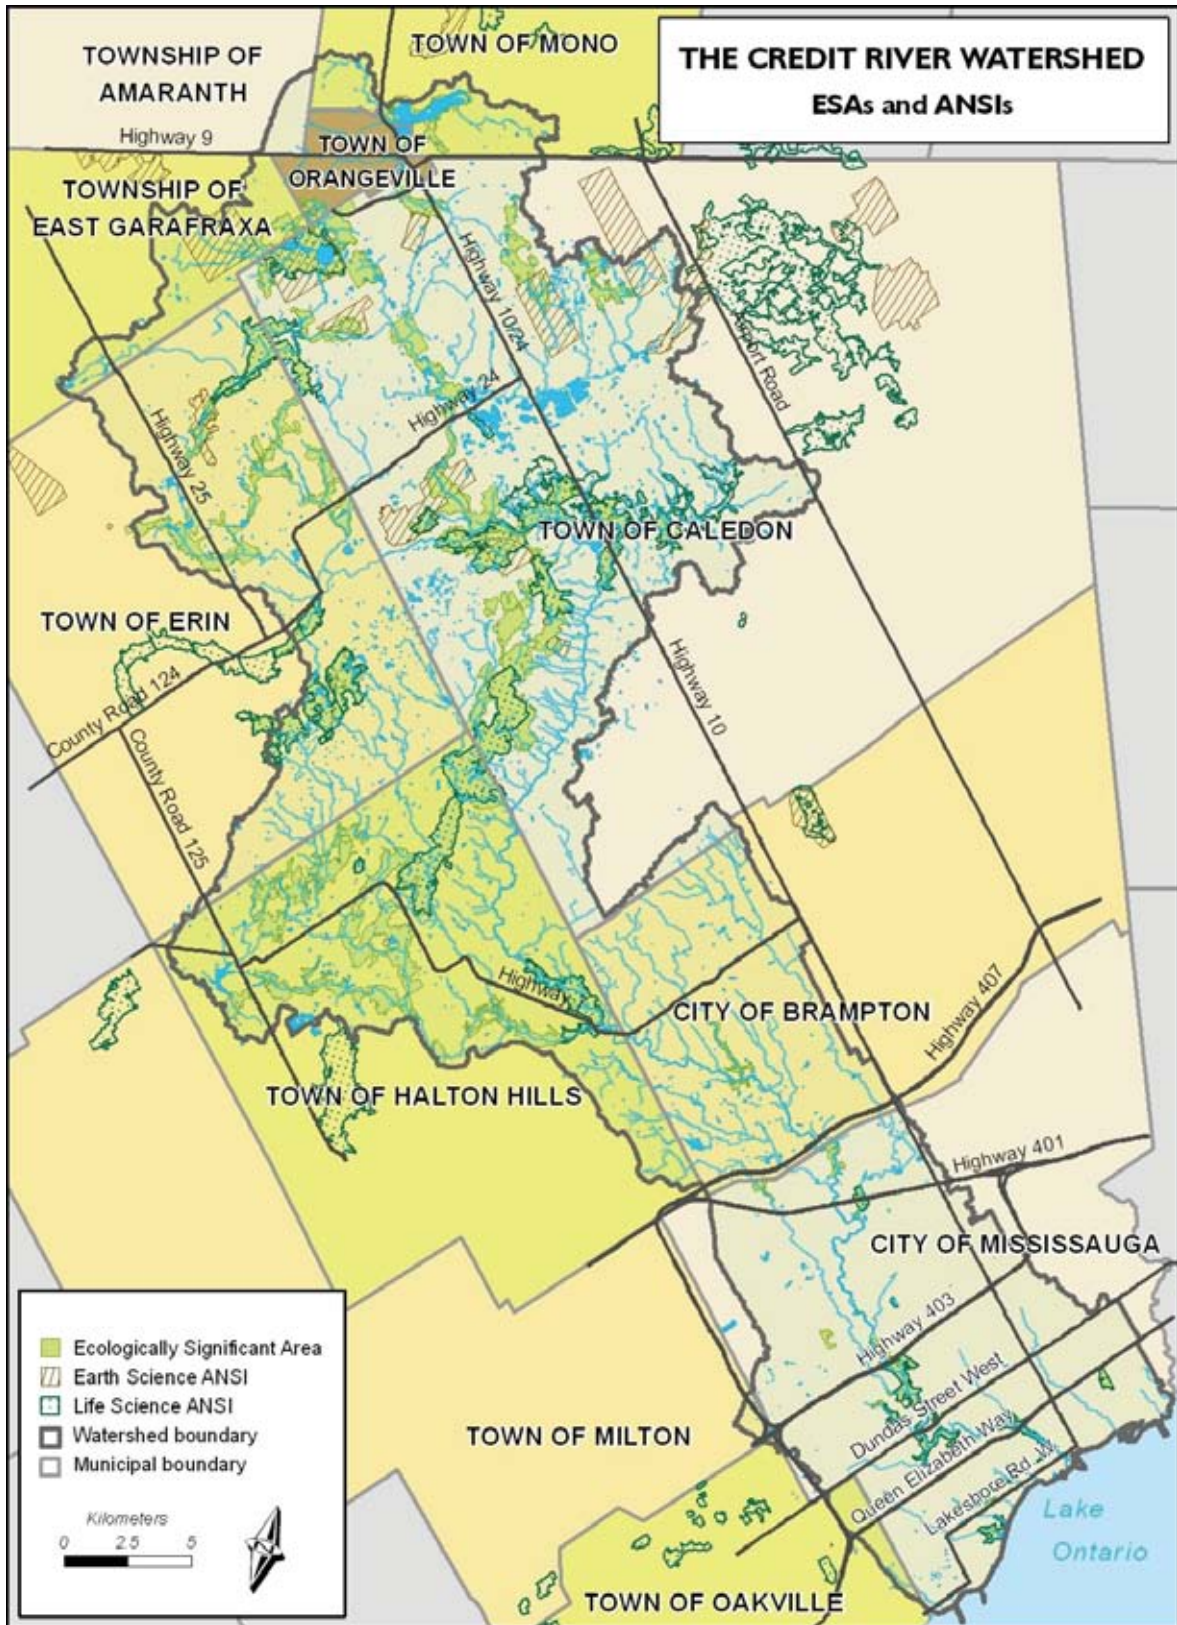 THE CREDIT RIVER WATERSHED
ESAs and ANSIs
TOWNSHIP OF
AMARANTH
TOWN OF MONO
Highway 9
TOWN OF
ORANGEVILLE
TOWNSHIP OF
EAST GARAFRAXA
Highway 10/24
Airport Road
Highway 24
Highway 25
TOWN OF CALEDON
TOWN OF ERIN
County Road 124
Highway 10
County Road 125
Highway 7
CITY OF BRAMPTON
Highway 407
TOWN OF HALTON HILLS
Highway 401
CITY OF MISSISSAUGA
Highway 403
Dundas Street West
Queen Elizabeth Way
Lakeshore Rd. W.
TOWN OF MILTON
Lake
Ontario
TOWN OF OAKVILLE
Ecologically Significant Area
Earth Science ANSI
Life Science ANSI
Watershed boundary
Municipal boundary
Kilometers
0 2.5 5